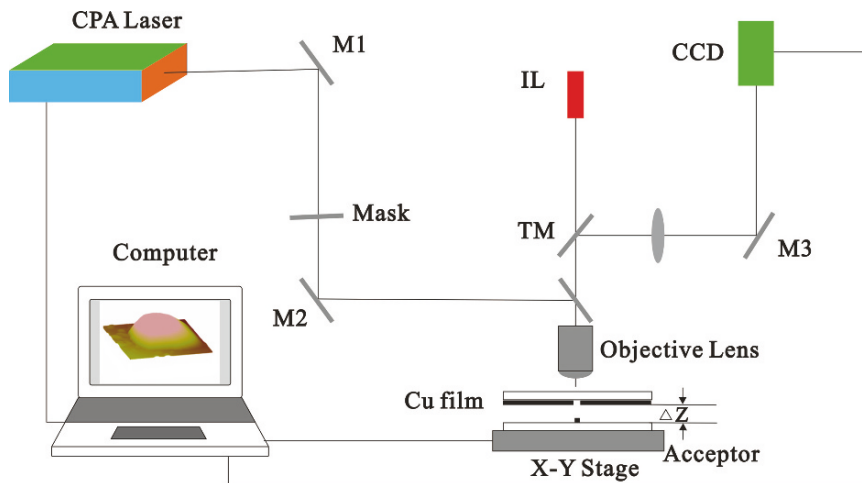 CPA Laser
M1
IL
CCD
Mask
TM
M3
Computer
M2
Objective Lens
Cu film
△Z
Acceptor
X-Y Stage